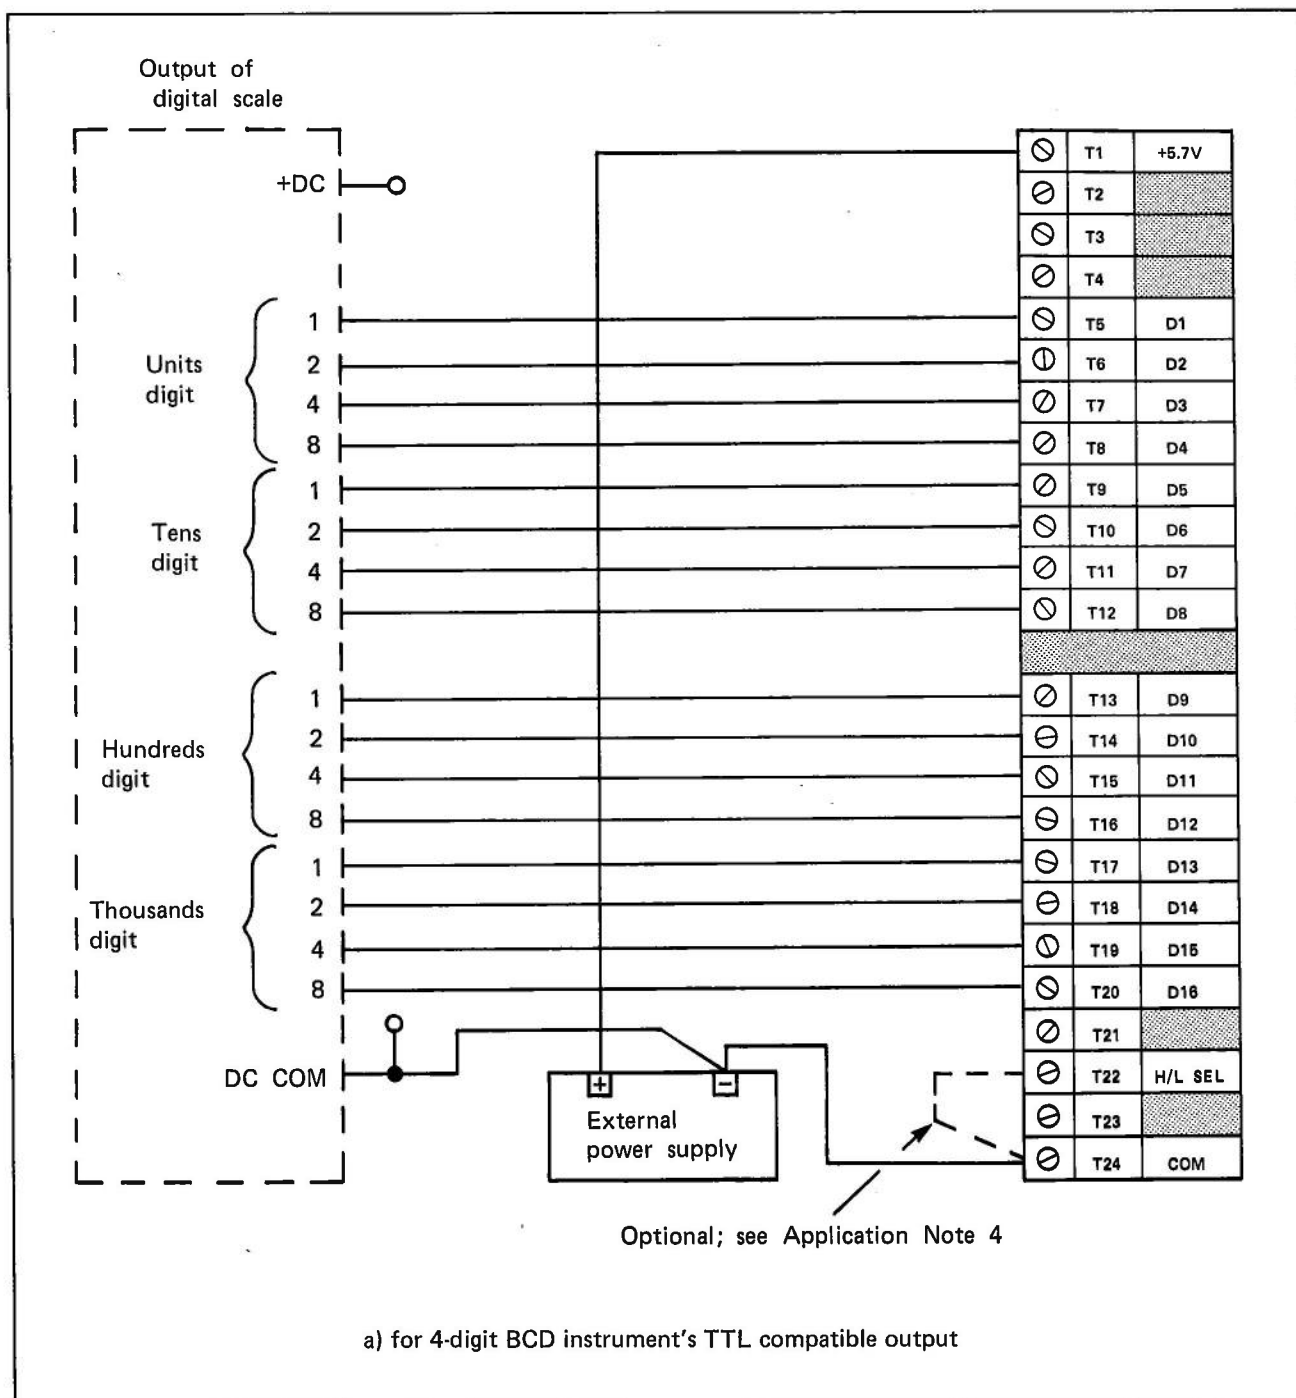 Output of
digital scale
+DC
T1 +5.7V
T2
T3
T4
Units
digit
1 T5 D1
2 T6 D2
4 T7 D3
8 T8 D4
Tens
digit
1 T9 D5
2 T10 D6
4 T11 D7
8 T12 D8
Hundreds
digit
1 T13 D9
2 T14 D10
4 T15 D11
8 T16 D12
Thousands
digit
1 T17 D13
2 T18 D14
4 T19 D15
8 T20 D16
T21
DC COM
+ −
External
power supply
T22 H/L SEL
T23
T24 COM
Optional; see Application Note 4
a) for 4-digit BCD instrument's TTL compatible output